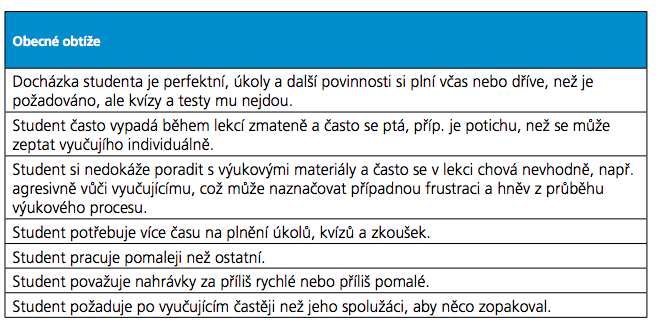 Obecné obtíže
Docházka studenta je perfektní, úkoly a další povinnosti si plní včas nebo dříve, než je
požadováno, ale kvízy a testy mu nejdou.
Student často vypadá během lekcí zmateně a často se ptá, příp. je potichu, než se může
zeptat vyučujícího individuálně.
Student si nedokáže poradit s výukovými materiály a často se v lekci chová nevhodně, např.
agresivně vůči vyučujícímu, což může naznačovat případnou frustraci a hněv z průběhu
výukového procesu.
Student potřebuje více času na plnění úkolů, kvízů a zkoušek.
Student pracuje pomaleji než ostatní.
Student považuje nahrávky za příliš rychlé nebo příliš pomalé.
Student požaduje po vyučujícím častěji než jeho spolužáci, aby něco zopakoval.